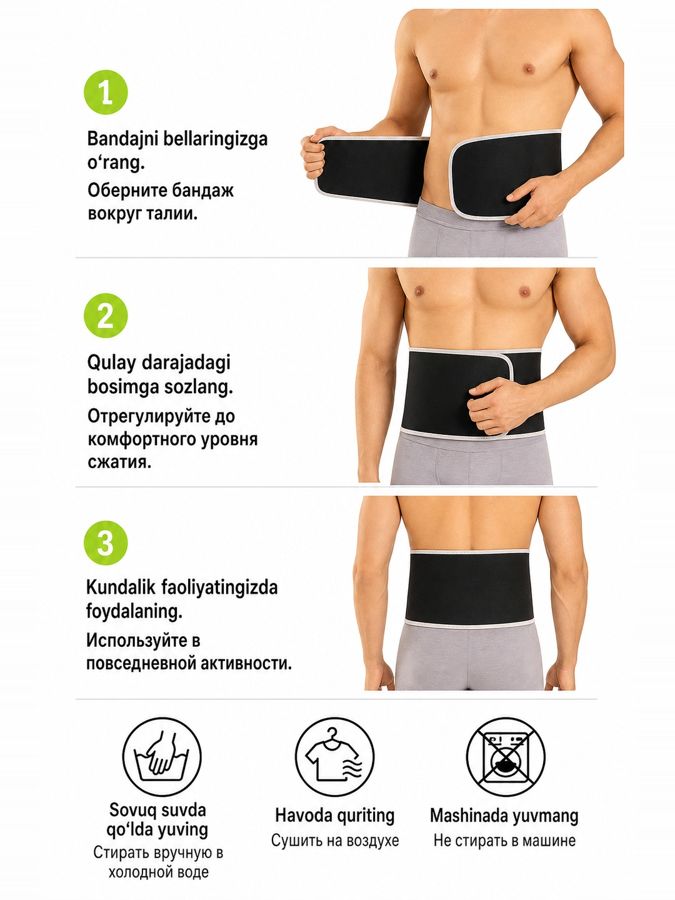 1
Bandajni bellaringizga
o‘rang.
Оберните бандаж
вокруг талии.
2
Qulay darajadagi
bosimga sozlang.
Отрегулируйте до
комфортного уровня
сжатия.
3
Kundalik faoliyatingizda
foydalaning.
Используйте в
повседневной активности.
Sovuq suvda
qo‘lda yuving
Стирать вручную в
холодной воде
Havoda quriting
Сушить на воздухе
Mashinada yuvmang
Не стирать в машине